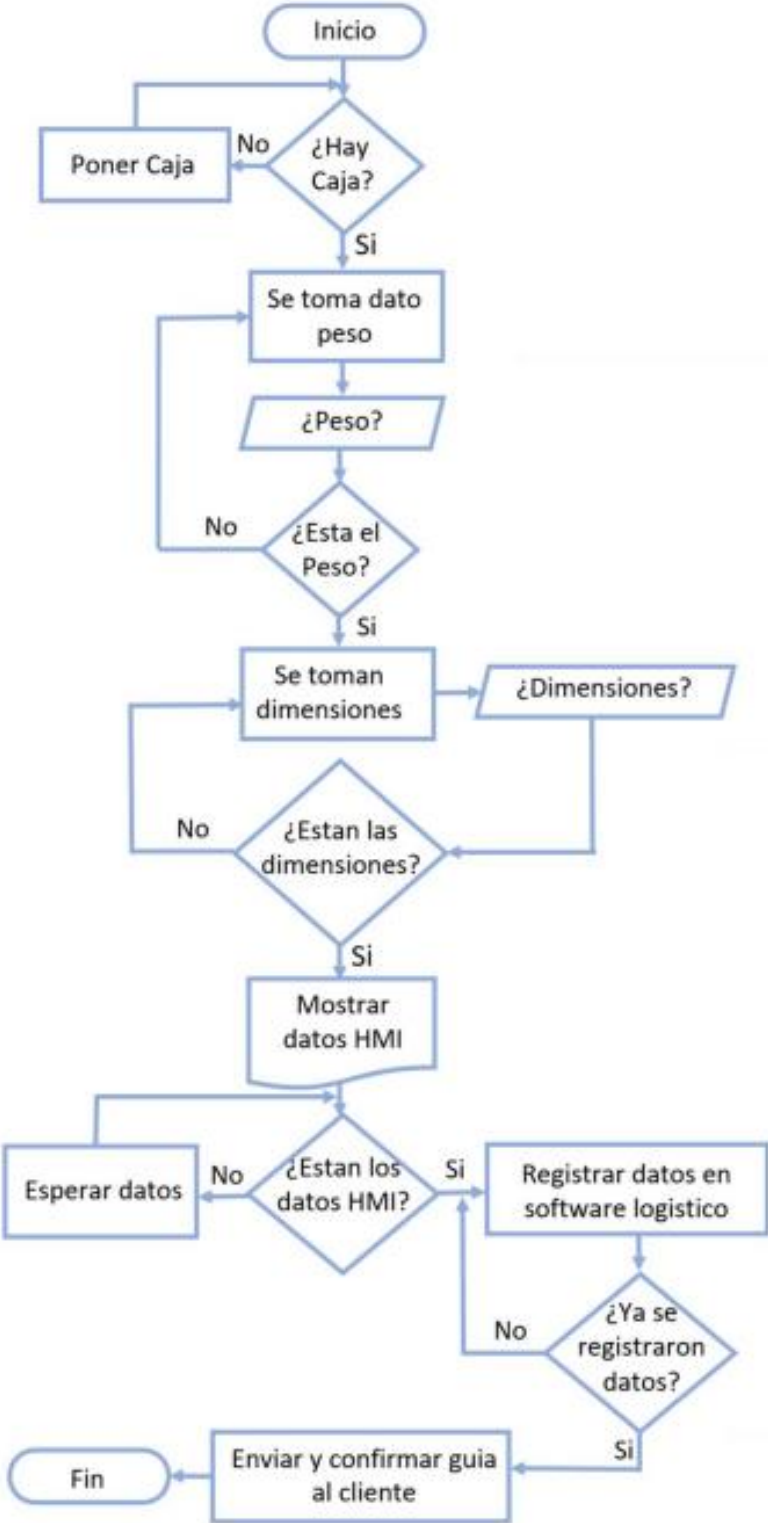 Inicio
¿Hay
Caja?
No
Poner Caja
Si
Se toma dato
peso
¿Peso?
¿Esta el
Peso?
No
Si
Se toman
dimensiones
¿Dimensiones?
¿Estan las
dimensiones?
No
Si
Mostrar
datos HMI
¿Estan los
datos HMI?
No
Esperar datos
Si
Registrar datos en
software logistico
¿Ya se
registraron
datos?
No
Si
Enviar y confirmar guia
al cliente
Fin